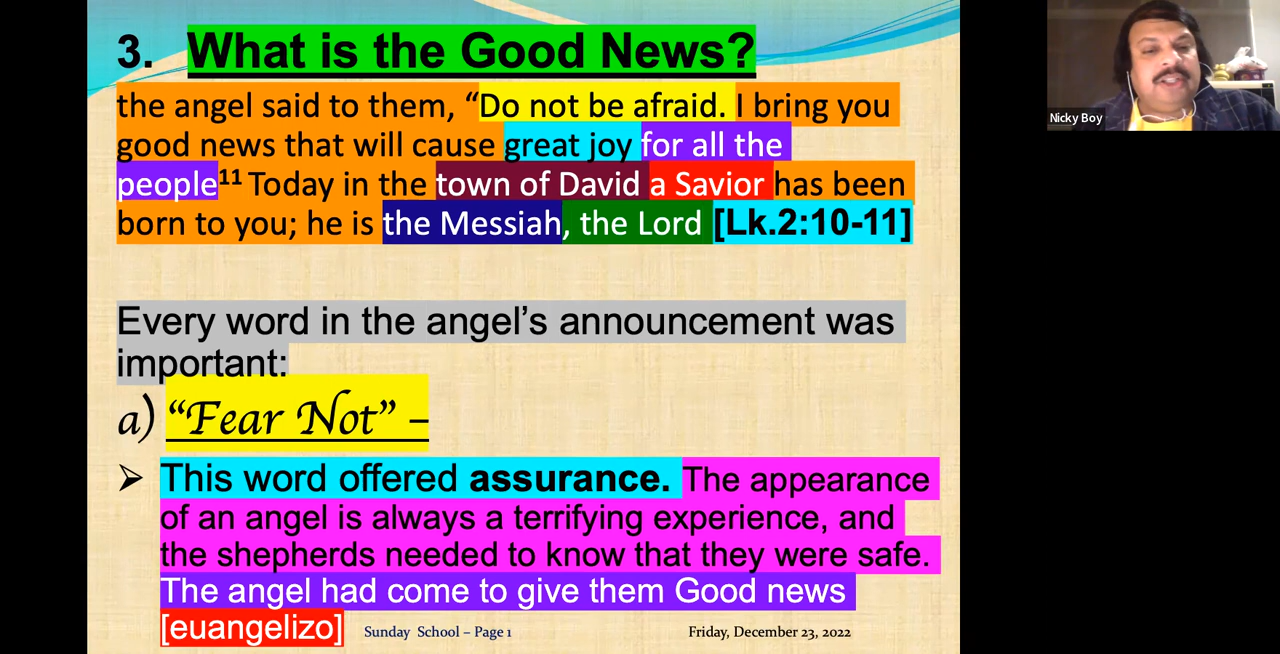 3. What is the Good News?
the angel said to them, “Do not be afraid. I bring you
good news that will cause great joy for all the
people¹¹ Today in the town of David a Savior has been
born to you; he is the Messiah, the Lord [Lk.2:10-11]
Every word in the angel’s announcement was
important:
a) “Fear Not” –
➢ This word offered assurance. The appearance
of an angel is always a terrifying experience, and
the shepherds needed to know that they were safe.
The angel had come to give them Good news
[euangelizo]
Sunday School – Page 1
Friday, December 23, 2022
Nicky Boy